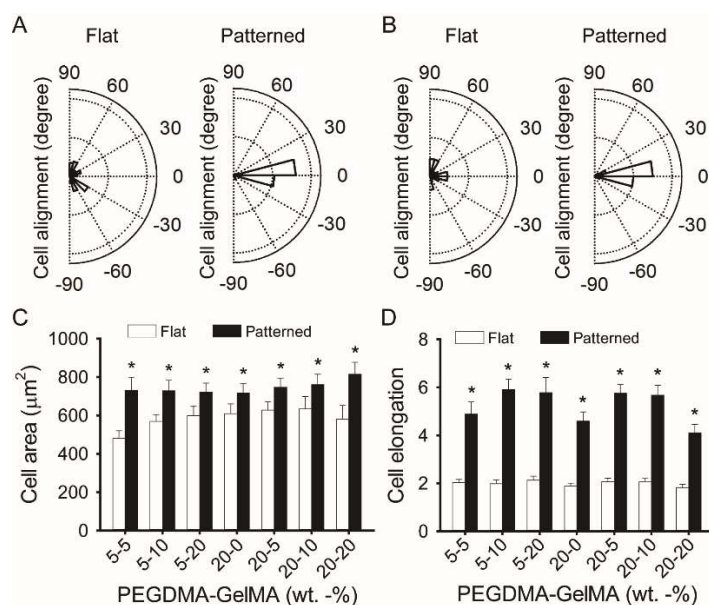 A
B
Flat
Patterned
Flat
Patterned
Cell alignment (degree)
90
60
30
0
-30
-60
-90
Cell alignment (degree)
90
60
30
0
-30
-60
-90
Cell alignment (degree)
90
60
30
0
-30
-60
-90
Cell alignment (degree)
90
60
30
0
-30
-60
-90
C
Flat
Patterned
Cell area (μm²)
1000
800
600
400
200
0
* * * * * * *
5-5
5-10
5-20
20-0
20-5
20-10
20-20
PEGDMA-GelMA (wt. -%)
D
Flat
Patterned
Cell elongation
8
6
4
2
0
* * * * * * *
5-5
5-10
5-20
20-0
20-5
20-10
20-20
PEGDMA-GelMA (wt. -%)